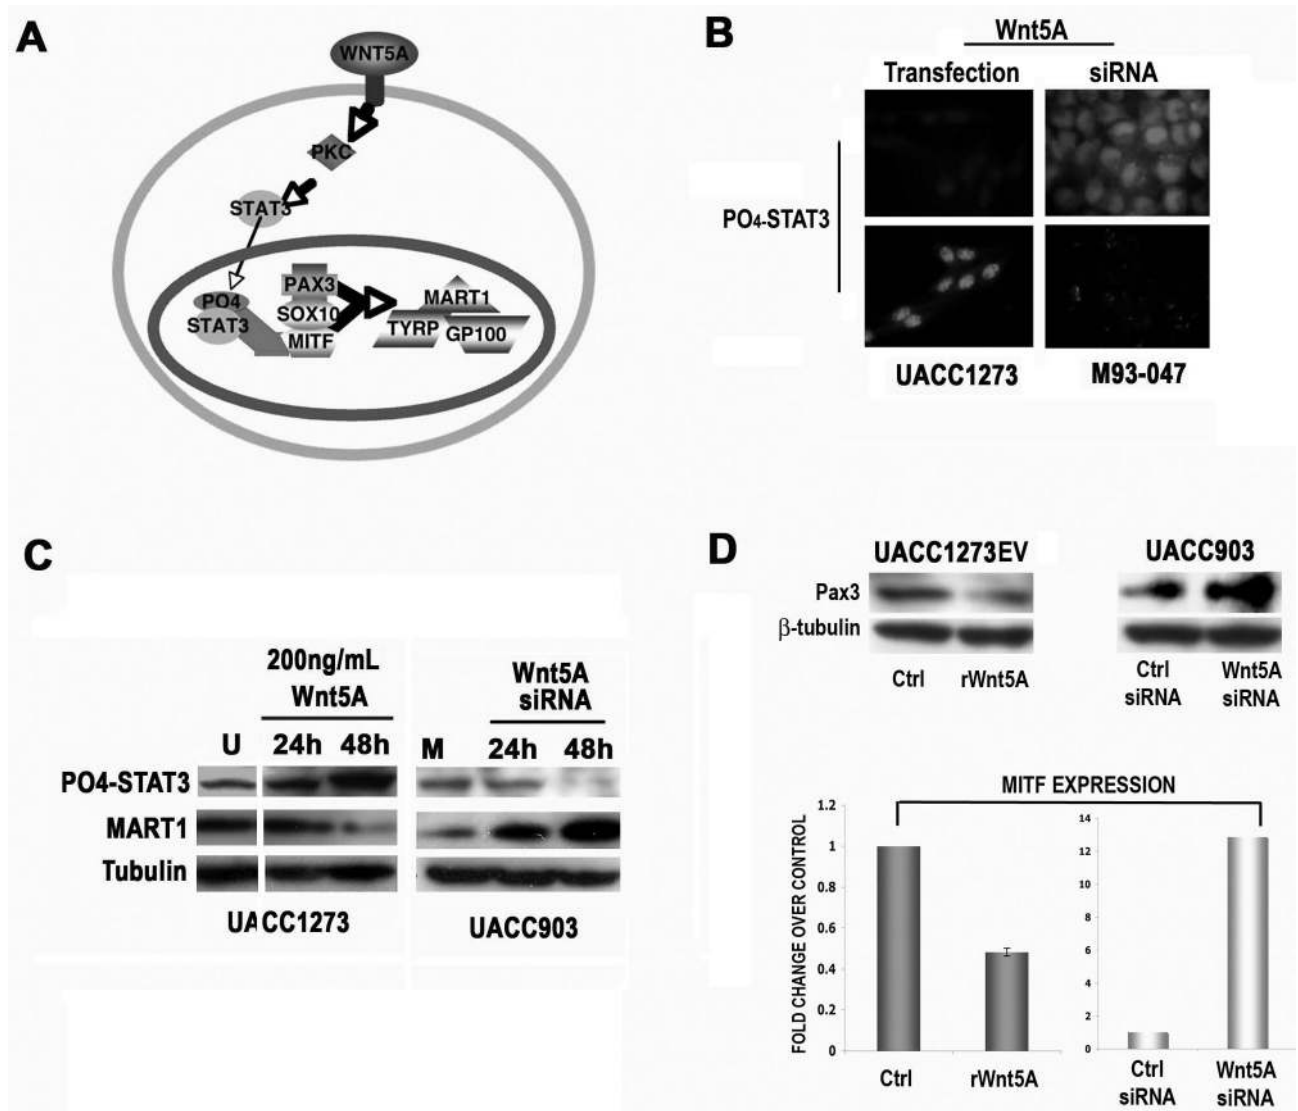 A
WNT5A
PKC
STAT3
PO4
STAT3
PAX3
SOX10
MITF
MART1
TYRP
GP100
B
Wnt5A
Transfection siRNA
PO4-STAT3
UACC1273 M93-047
C
200ng/mL
Wnt5A
Wnt5A
siRNA
U 24h 48h M 24h 48h
PO4-STAT3
MART1
Tubulin
UACC1273 UACC903
D
UACC1273EV UACC903
Pax3
β-tubulin
Ctrl rWnt5A
Ctrl
siRNA
Wnt5A
siRNA
MITF EXPRESSION
FOLD CHANGE OVER CONTROL
1.2
1
0.8
0.6
0.4
0.2
0
Ctrl rWnt5A
14
12
10
8
6
4
2
0
Ctrl
siRNA
Wnt5A
siRNA